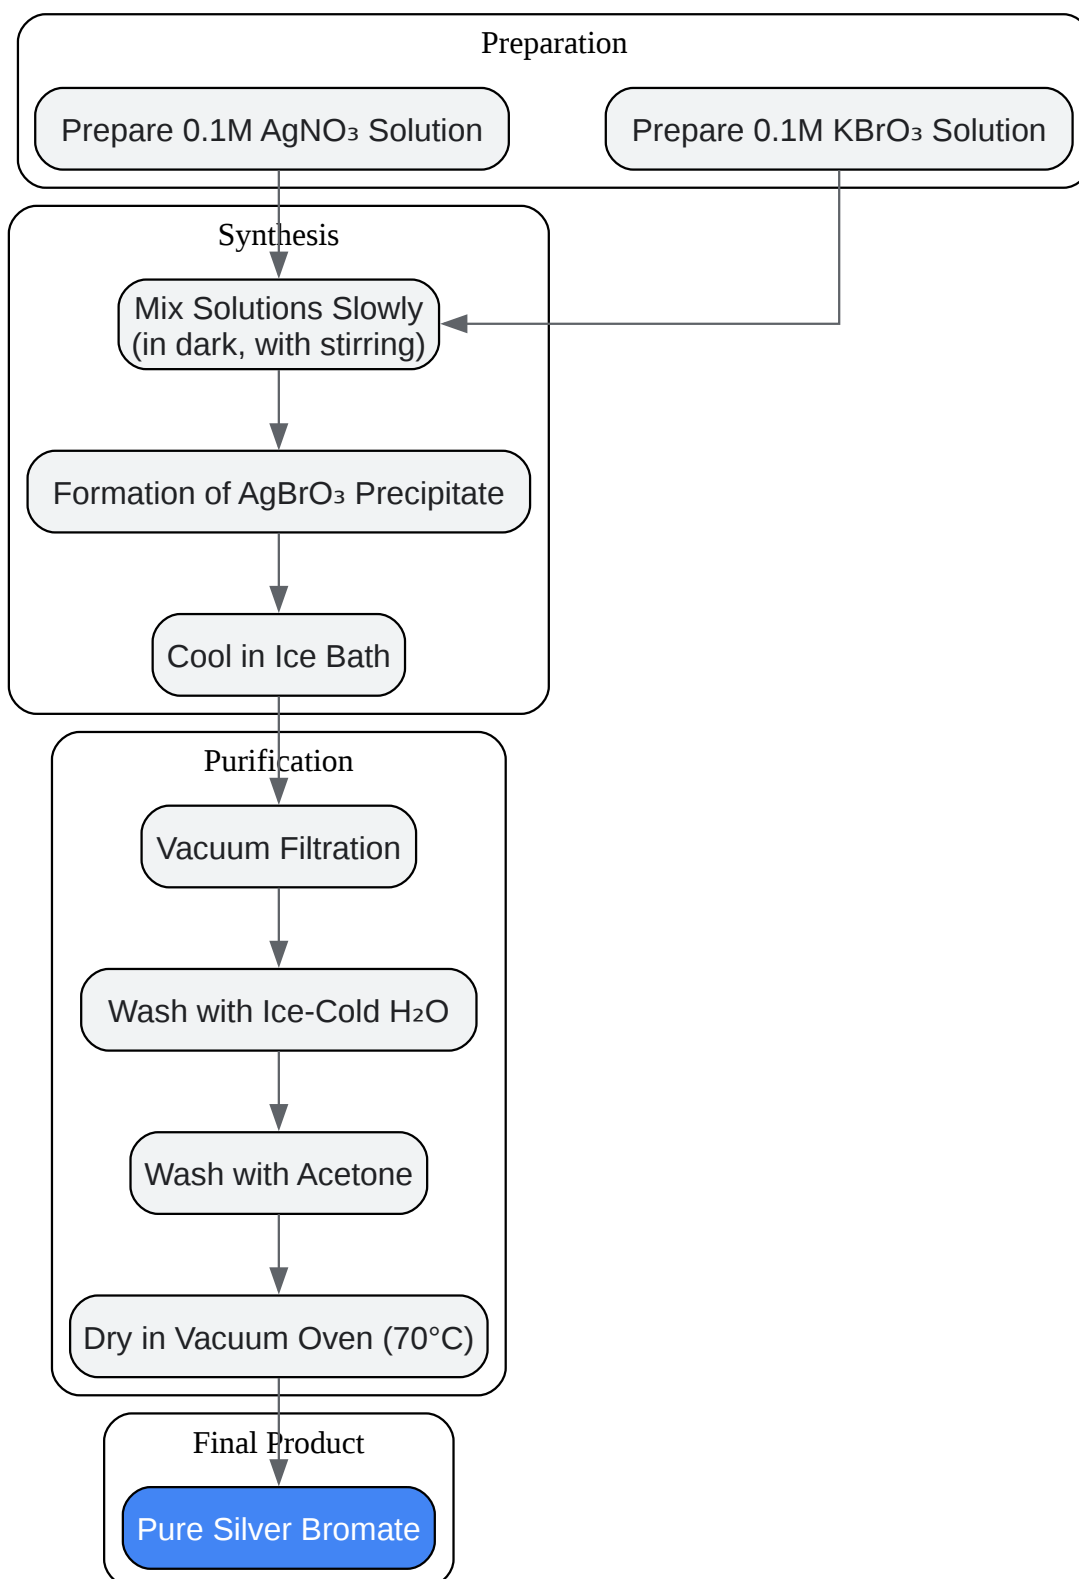 Preparation
Prepare 0.1M AgNO₃ Solution
Prepare 0.1M KBrO₃ Solution
Synthesis
Mix Solutions Slowly
(in dark, with stirring)
Formation of AgBrO₃ Precipitate
Cool in Ice Bath
Purification
Vacuum Filtration
Wash with Ice-Cold H₂O
Wash with Acetone
Dry in Vacuum Oven (70°C)
Final Product
Pure Silver Bromate